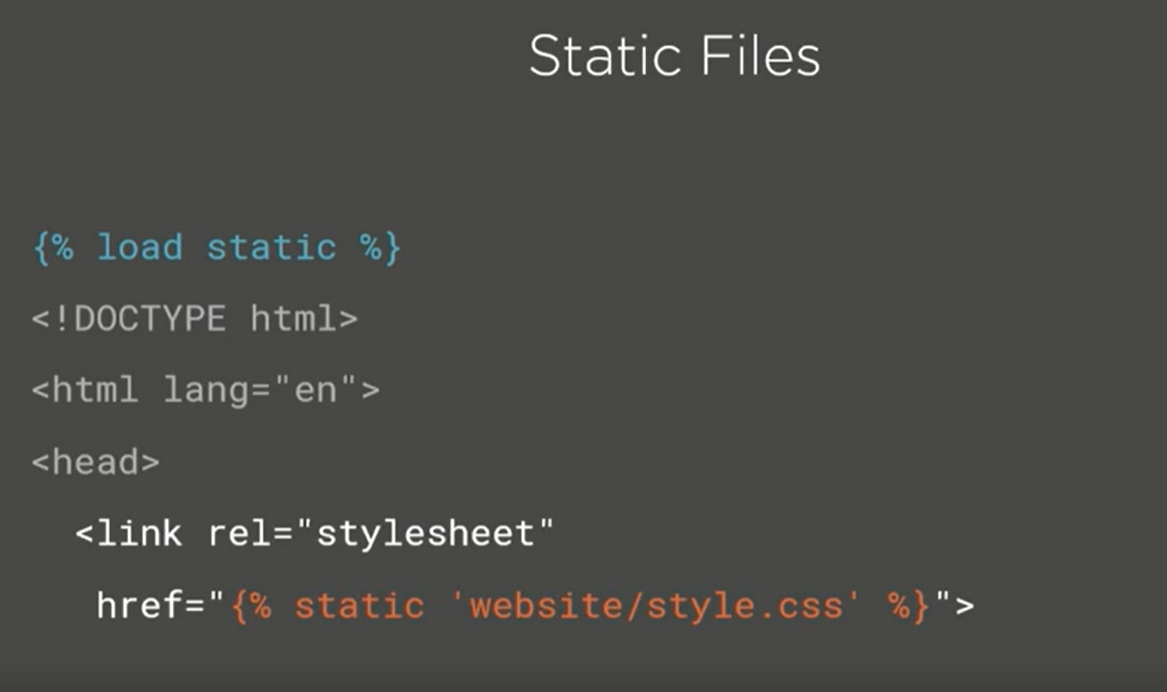 Static Files
{% load static %}
<!DOCTYPE html>
<html lang="en">
<head>
<link rel="stylesheet"
href="{% static 'website/style.css' %}">